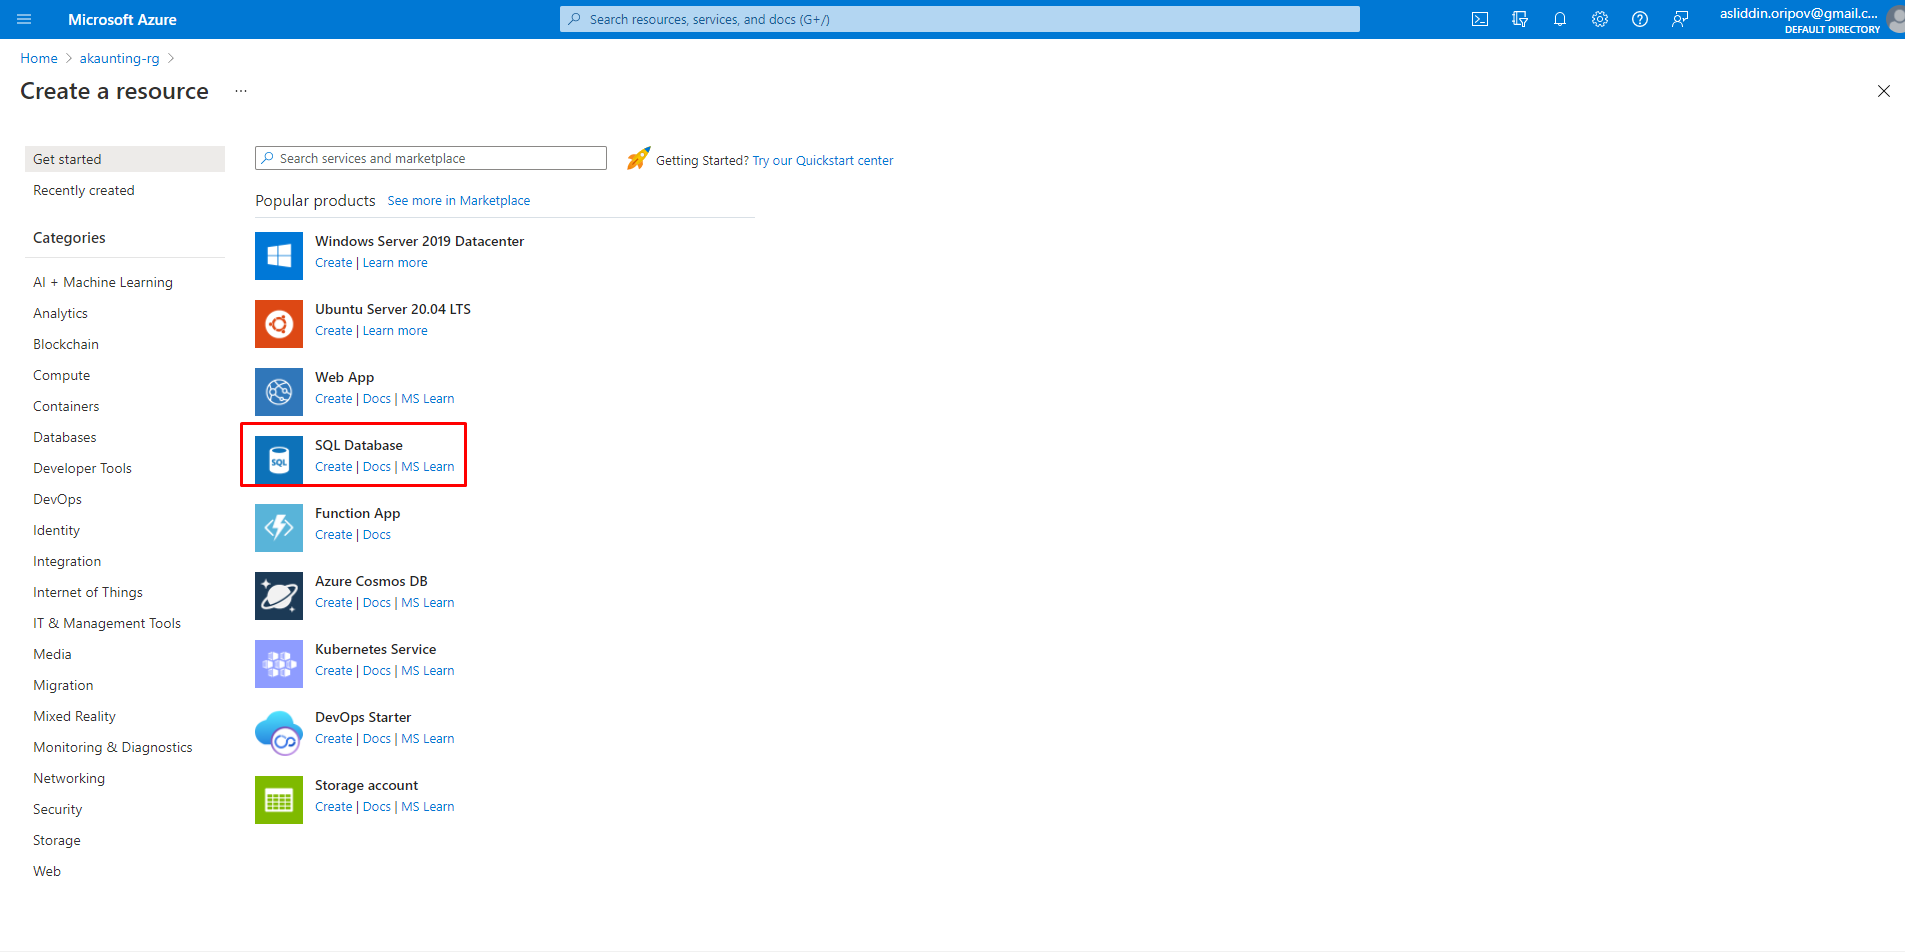 Microsoft Azure
Search resources, services, and docs (G+/)
asliddin.oripov@gmail.c...
DEFAULT DIRECTORY
Home > akaunting-rg >
Create a resource ...
Get started
Recently created
Categories
AI + Machine Learning
Analytics
Blockchain
Compute
Containers
Databases
Developer Tools
DevOps
Identity
Integration
Internet of Things
IT & Management Tools
Media
Migration
Mixed Reality
Monitoring & Diagnostics
Networking
Security
Storage
Web
Search services and marketplace
Getting Started? Try our Quickstart center
Popular products See more in Marketplace
Windows Server 2019 Datacenter
Create | Learn more
Ubuntu Server 20.04 LTS
Create | Learn more
Web App
Create | Docs | MS Learn
SQL
SQL Database
Create | Docs | MS Learn
Function App
Create | Docs
Azure Cosmos DB
Create | Docs | MS Learn
Kubernetes Service
Create | Docs | MS Learn
DevOps Starter
Create | Docs | MS Learn
Storage account
Create | Docs | MS Learn